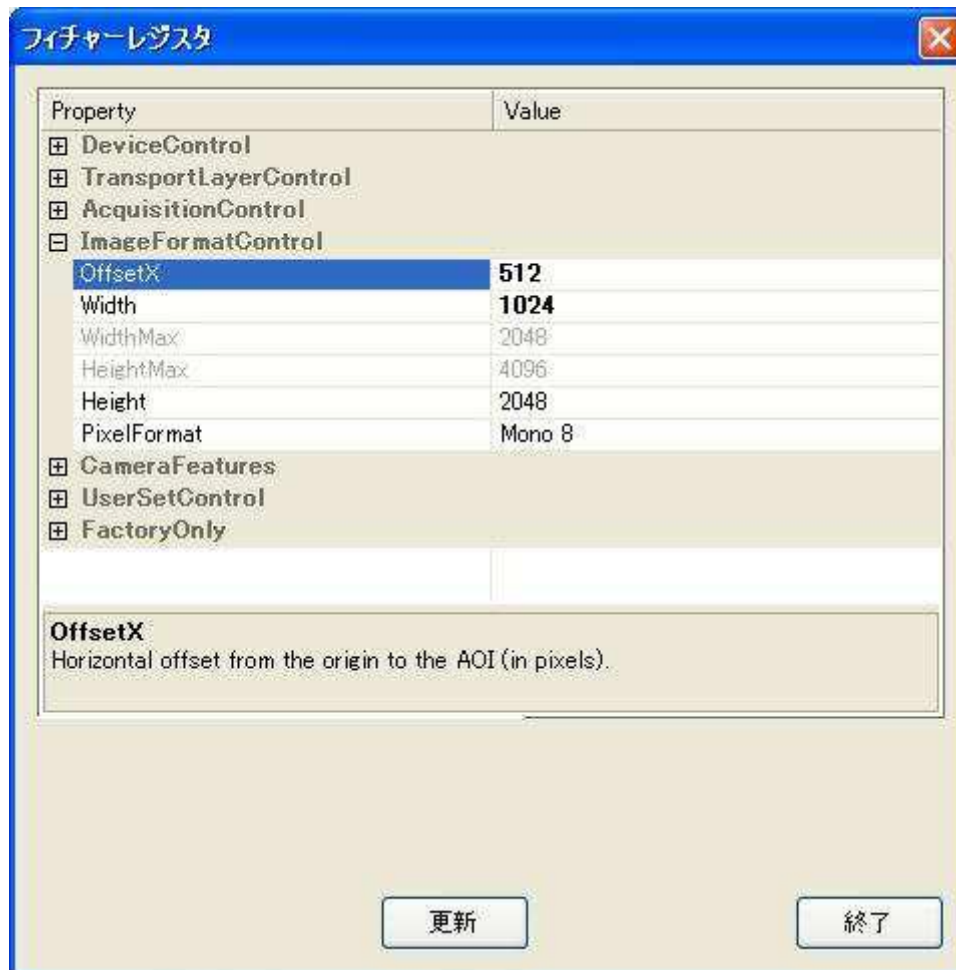 フィチャーレジスタ
Property Value
DeviceControl
TransportLayerControl
AcquisitionControl
ImageFormatControl
OffsetX 512
Width 1024
WidthMax 2048
HeightMax 4096
Height 2048
PixelFormat Mono 8
CameraFeatures
UserSetControl
FactoryOnly
OffsetX
Horizontal offset from the origin to the AOI (in pixels).
更新 終了